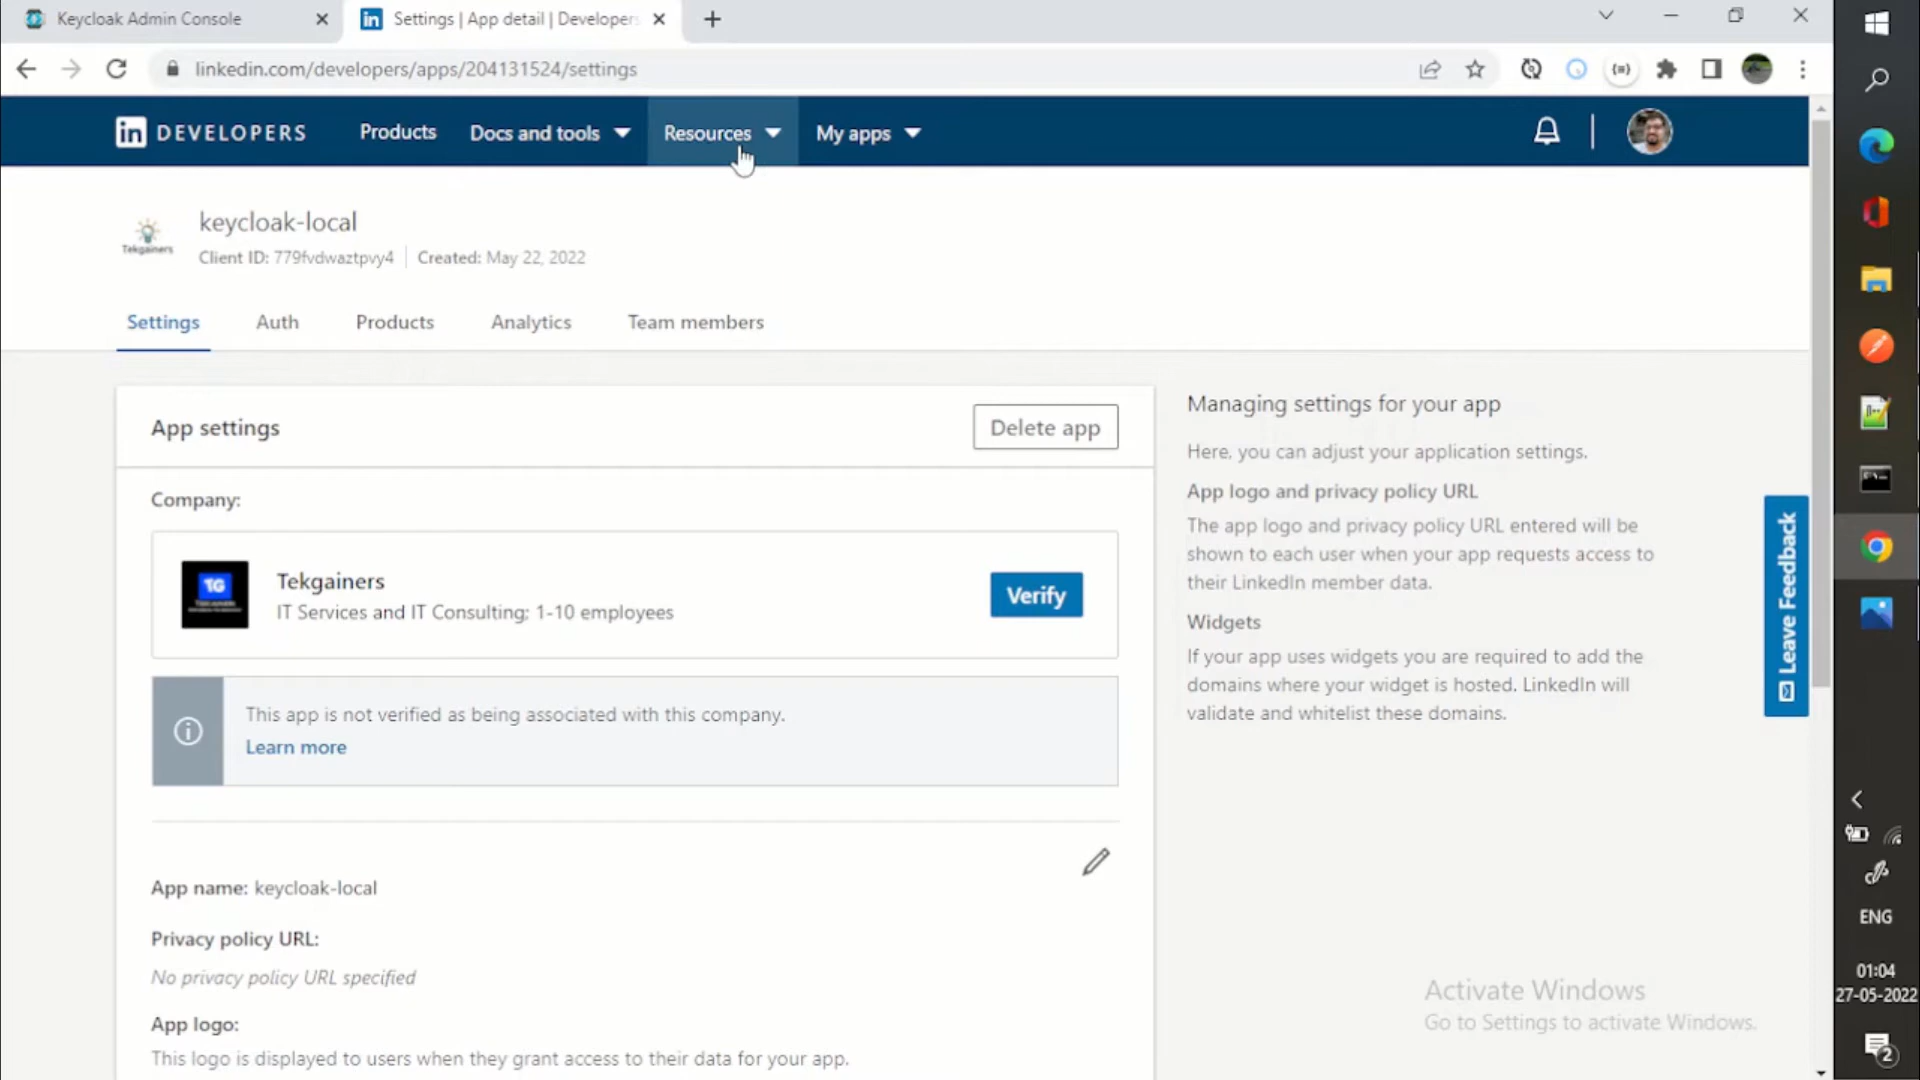 Keycloak Admin Console
Settings | App detail | Developer
linkedin.com/developers/apps/204131524/settings
in DEVELOPERS
Products
Docs and tools
Resources
My apps
Tekgainers
keycloak-local
Client ID: 779fvdwaztpvy4
Created: May 22, 2022
Settings
Auth
Products
Analytics
Team members
App settings
Delete app
Company:
TG
Tekgainers
IT Services and IT Consulting; 1-10 employees
Verify
This app is not verified as being associated with this company.
Learn more
App name: keycloak-local
Privacy policy URL:
No privacy policy URL specified
App logo:
This logo is displayed to users when they grant access to their data for your app.
Managing settings for your app
Here, you can adjust your application settings.
App logo and privacy policy URL
The app logo and privacy policy URL entered will be
shown to each user when your app requests access to
their LinkedIn member data.
Widgets
If your app uses widgets you are required to add the
domains where your widget is hosted. LinkedIn will
validate and whitelist these domains.
Leave Feedback
Activate Windows
Go to Settings to activate Windows.
ENG
01:04
27-05-2022
2